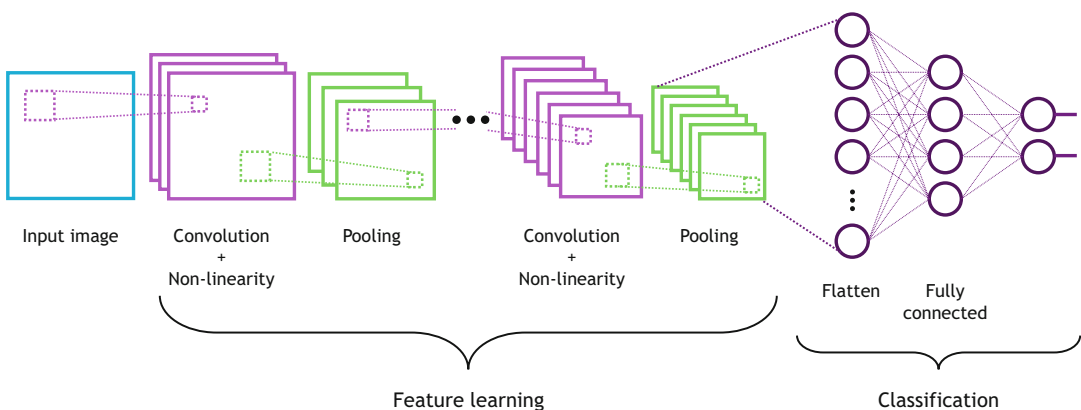 Input image
Convolution
+
Non-linearity
Pooling
Convolution
+
Non-linearity
Pooling
Flatten
Fully
connected
Feature learning
Classification